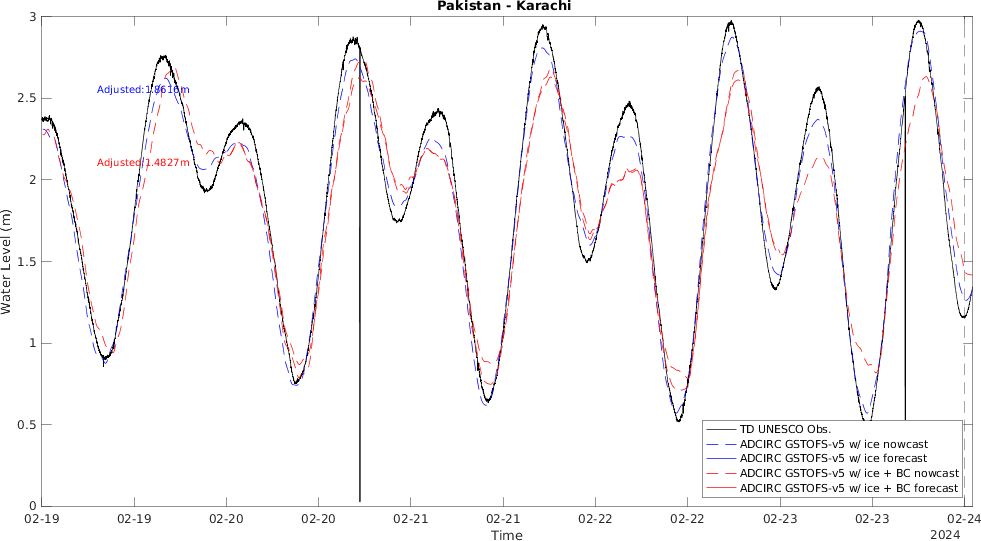 Pakistan - Karachi
3
2.5
2
1.5
1
0.5
0
Water Level (m)
Adjusted:1.8616m
Adjusted:1.4827m
TD UNESCO Obs.
ADCIRC GSTOFS-v5 w/ ice nowcast
ADCIRC GSTOFS-v5 w/ ice forecast
ADCIRC GSTOFS-v5 w/ ice + BC nowcast
ADCIRC GSTOFS-v5 w/ ice + BC forecast
02-19 02-19 02-20 02-20 02-21 02-21 02-22 02-22 02-23 02-23 02-24
2024
Time